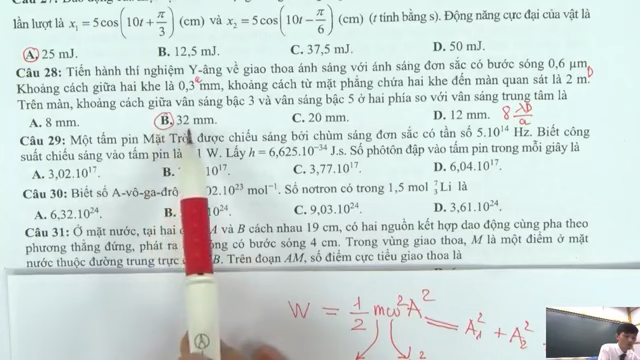 lần lượt là x₁ = 5cos(10t + π/3) (cm) và x₂ = 5cos(10t − π/6) (cm) (t tính bằng s). Động năng cực đại của vật là
A. 25 mJ. B. 12,5 mJ. C. 37,5 mJ. D. 50 mJ.
Câu 28: Tiến hành thí nghiệm Y-âng về giao thoa ánh sáng với ánh sáng đơn sắc có bước sóng 0,6 μm
Khoảng cách giữa hai khe là 0,3 mm, khoảng cách từ mặt phẳng chứa hai khe đến màn quan sát là 2 m.
a D
Trên màn, khoảng cách giữa vân sáng bậc 3 và vân sáng bậc 5 ở hai phía so với vân sáng trung tâm là
A. 8 mm. B. 32 mm. C. 20 mm. D. 12 mm. 8 λD/a
Câu 29: Một tấm pin Mặt Trời được chiếu sáng bởi chùm sáng đơn sắc có tần số 5.10¹⁴ Hz. Biết công
suất chiếu sáng vào tấm pin là W. Lấy h = 6,625.10⁻³⁴ J.s. Số phôtôn đập vào tấm pin trong mỗi giây là
A. 3,02.10¹⁷. B. 10¹⁷. C. 3,77.10¹⁷. D. 6,04.10¹⁷.
Câu 30: Biết số A-vô-ga-đrô 02.10²³ mol⁻¹. Số nơtron có trong 1,5 mol ⁷₃Li là
A. 6,32.10²⁴. B. 10²⁴. C. 9,03.10²⁴. D. 3,61.10²⁴.
Câu 31: Ở mặt nước, tại hai A và B cách nhau 19 cm, có hai nguồn kết hợp dao động cùng pha theo
phương thẳng đứng, phát ra sóng có bước sóng 4 cm. Trong vùng giao thoa, M là một điểm ở mặt
nước thuộc đường trung trực B. Trên đoạn AM, số điểm cực tiểu giao thoa là
W = 1/2 mω²A² = A₁² + A₂²